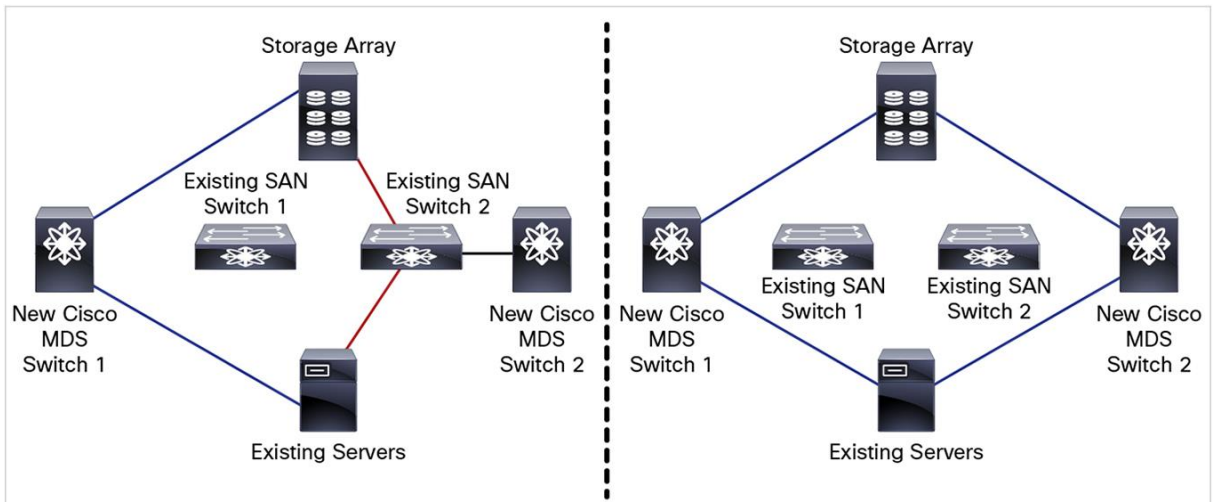 Storage Array
Existing SAN
Switch 1
Existing SAN
Switch 2
New Cisco
MDS
Switch 1
New Cisco
MDS
Switch 2
Existing Servers
Storage Array
Existing SAN
Switch 1
Existing SAN
Switch 2
New Cisco
MDS
Switch 1
New Cisco
MDS
Switch 2
Existing Servers